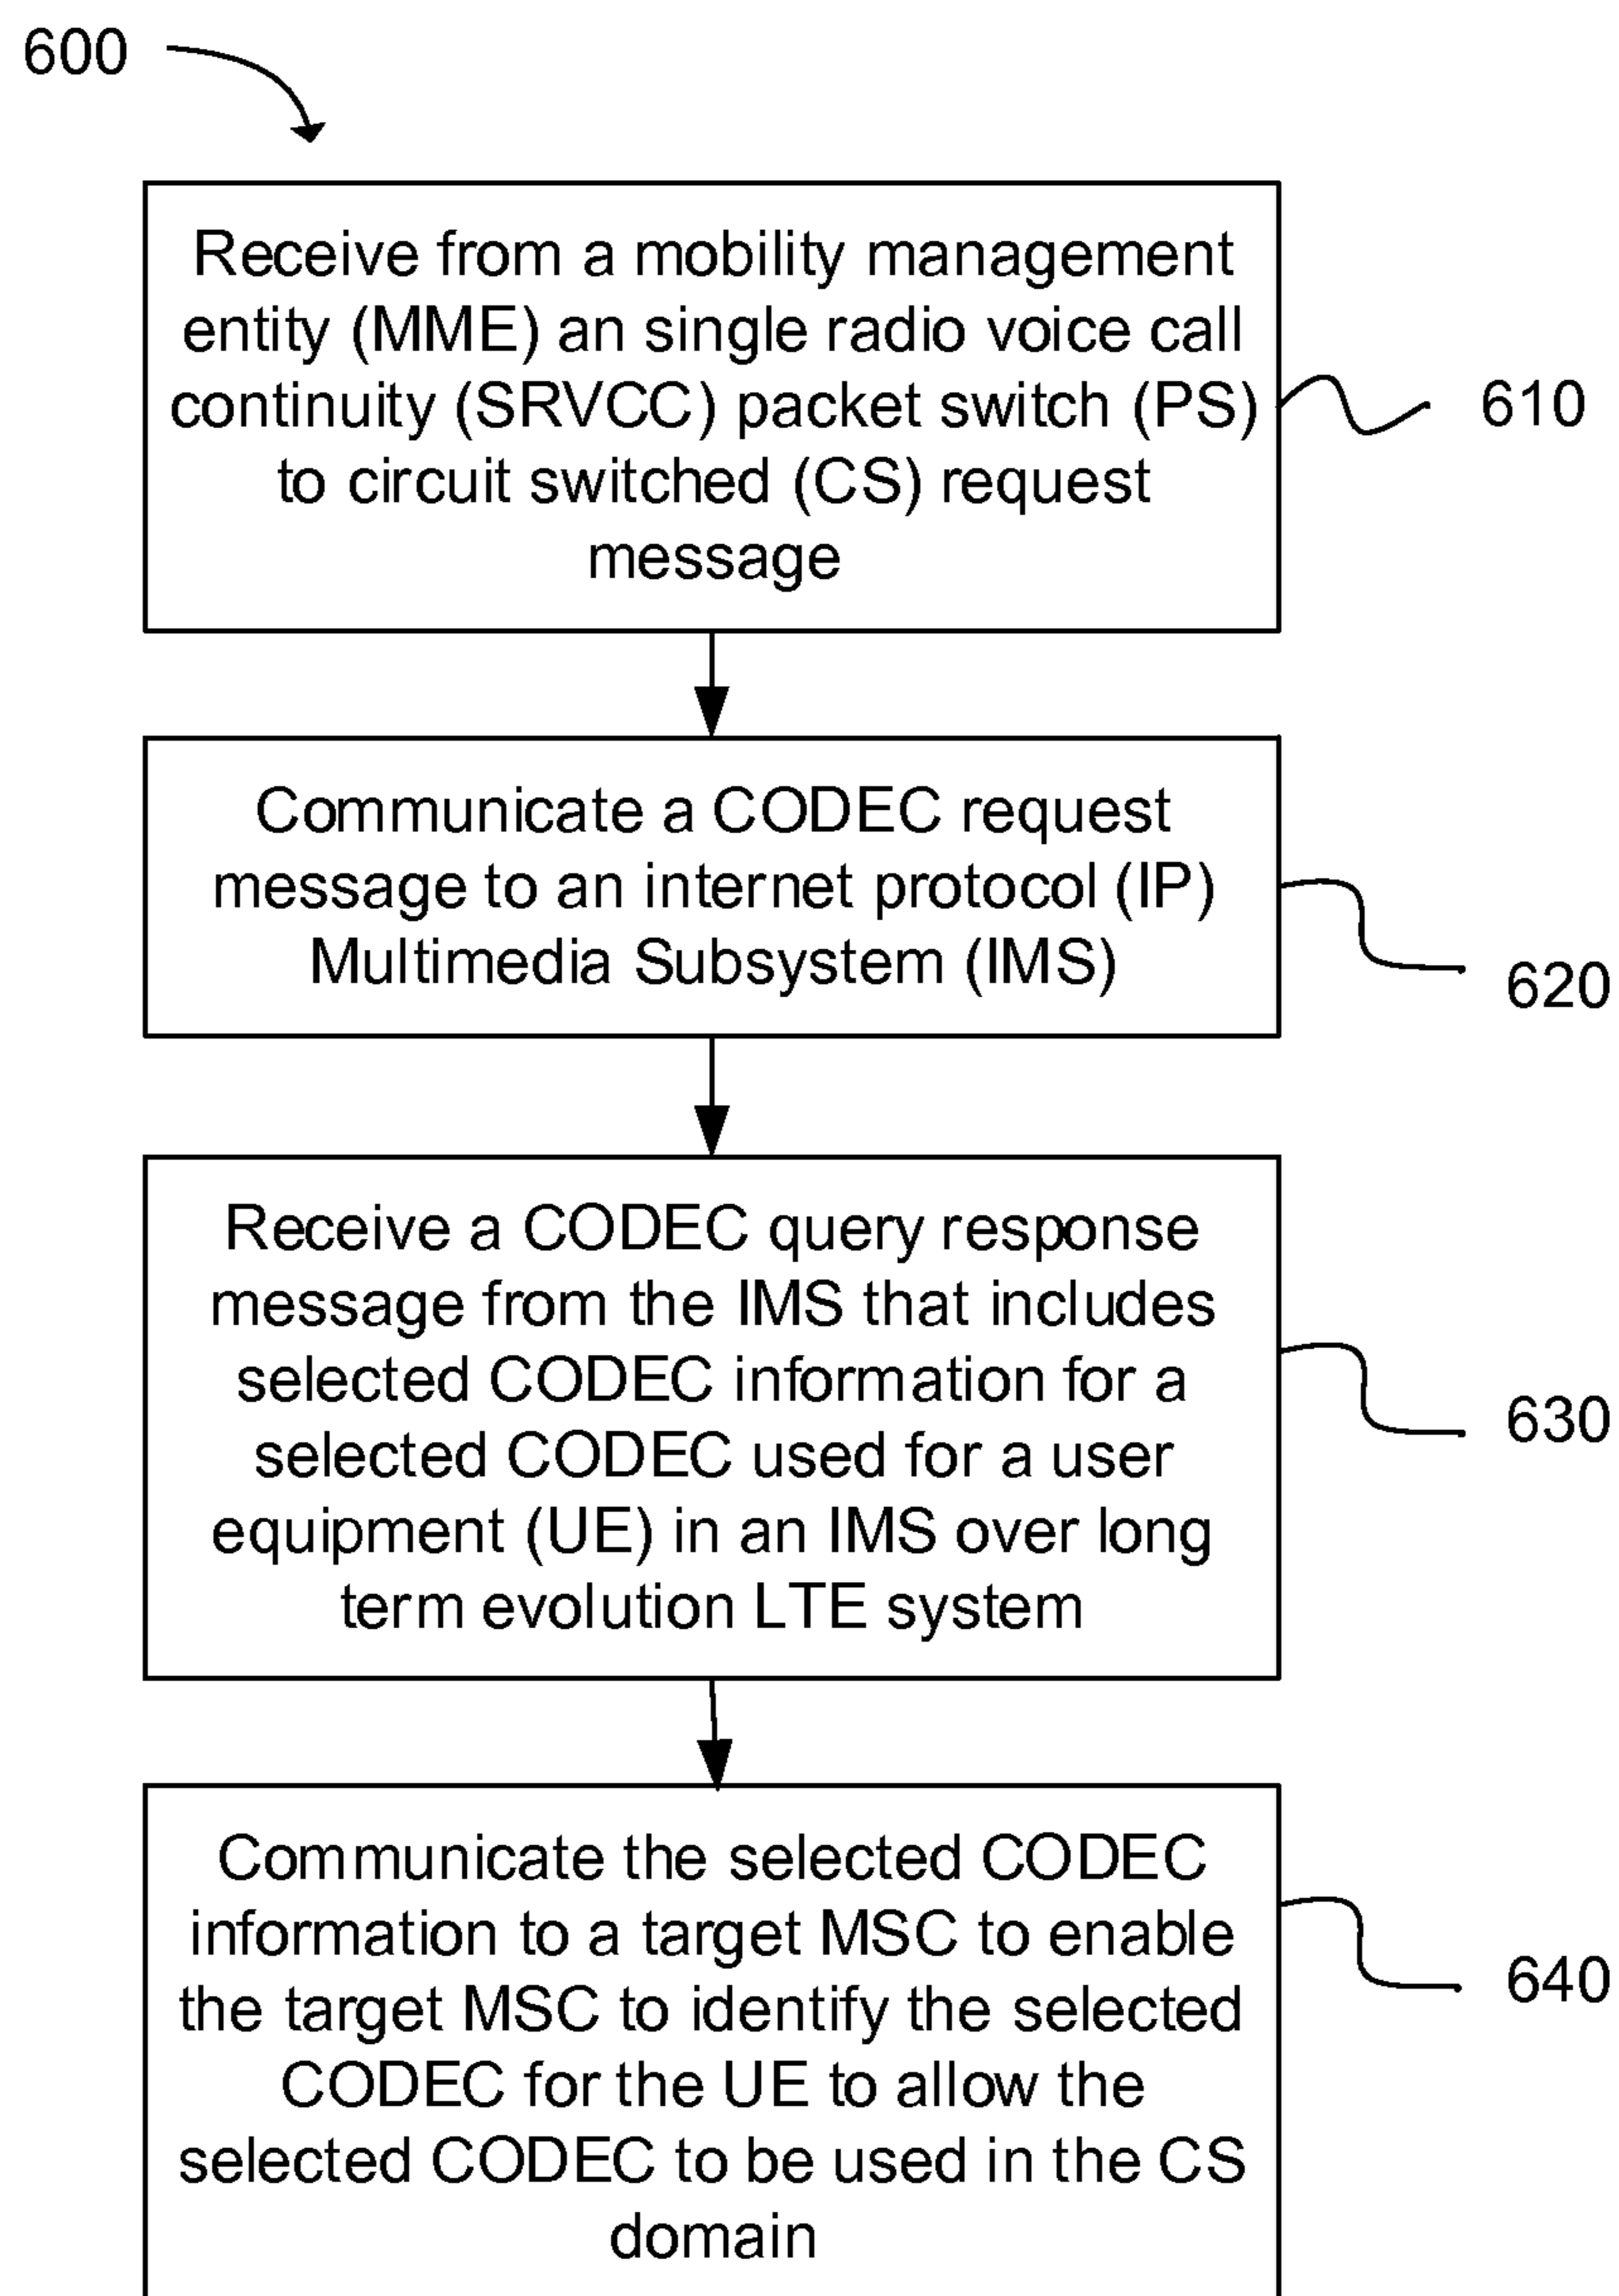 600
Receive from a mobility management
entity (MME) an single radio voice call
continuity (SRVCC) packet switch (PS)
to circuit switched (CS) request
message
610
Communicate a CODEC request
message to an internet protocol (IP)
Multimedia Subsystem (IMS)
620
Receive a CODEC query response
message from the IMS that includes
selected CODEC information for a
selected CODEC used for a user
equipment (UE) in an IMS over long
term evolution LTE system
630
Communicate the selected CODEC
information to a target MSC to enable
the target MSC to identify the selected
CODEC for the UE to allow the
selected CODEC to be used in the CS
domain
640